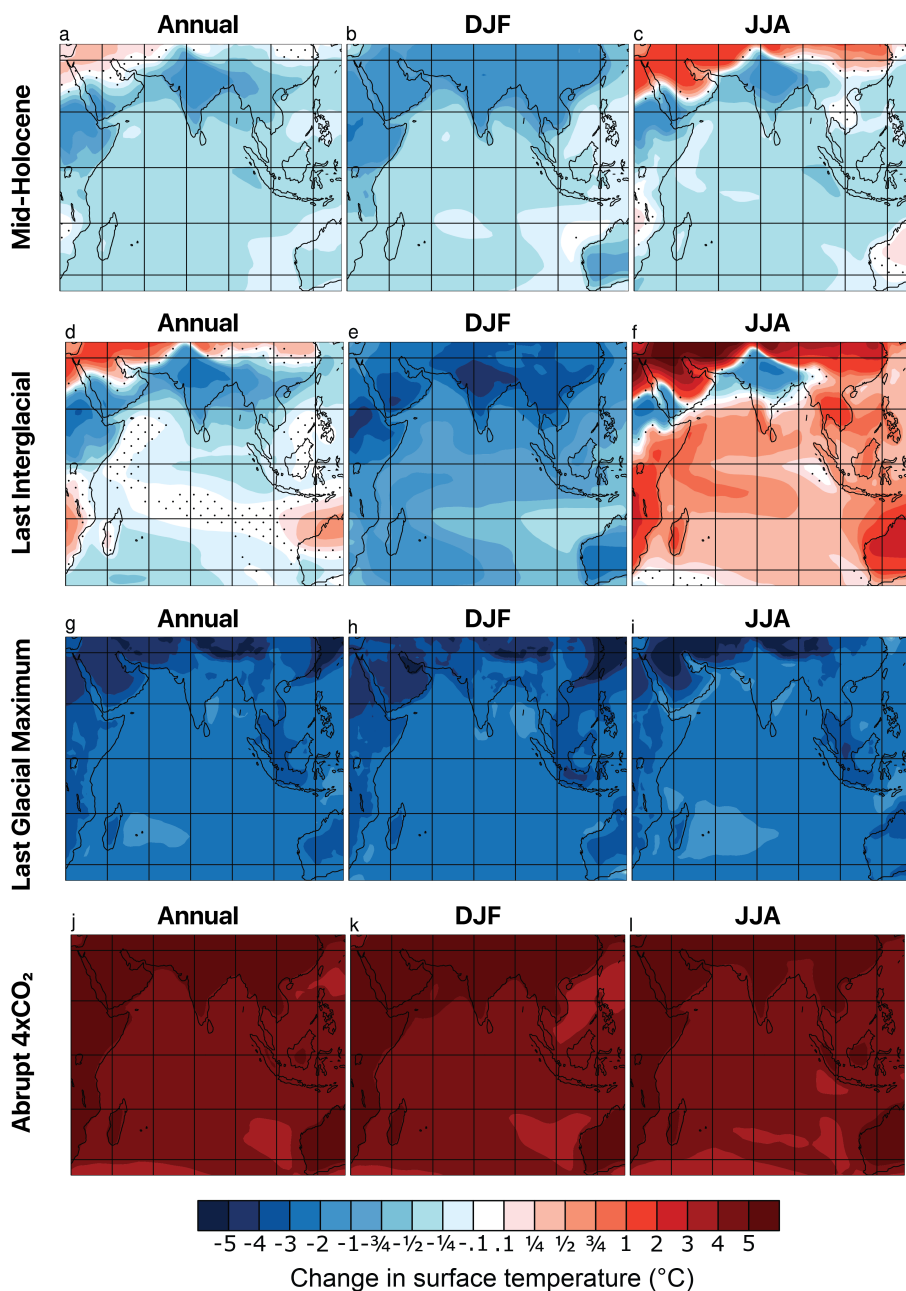 Annual DJF JJA
a b c
Mid-Holocene
Annual DJF JJA
d e f
Last Interglacial
Annual DJF JJA
g h i
Last Glacial Maximum
Annual DJF JJA
j k l
Abrupt 4xCO₂
-5 -4 -3 -2 -1 -¾ -½ -¼ -.1 .1 ¼ ½ ¾ 1 2 3 4 5
Change in surface temperature (°C)